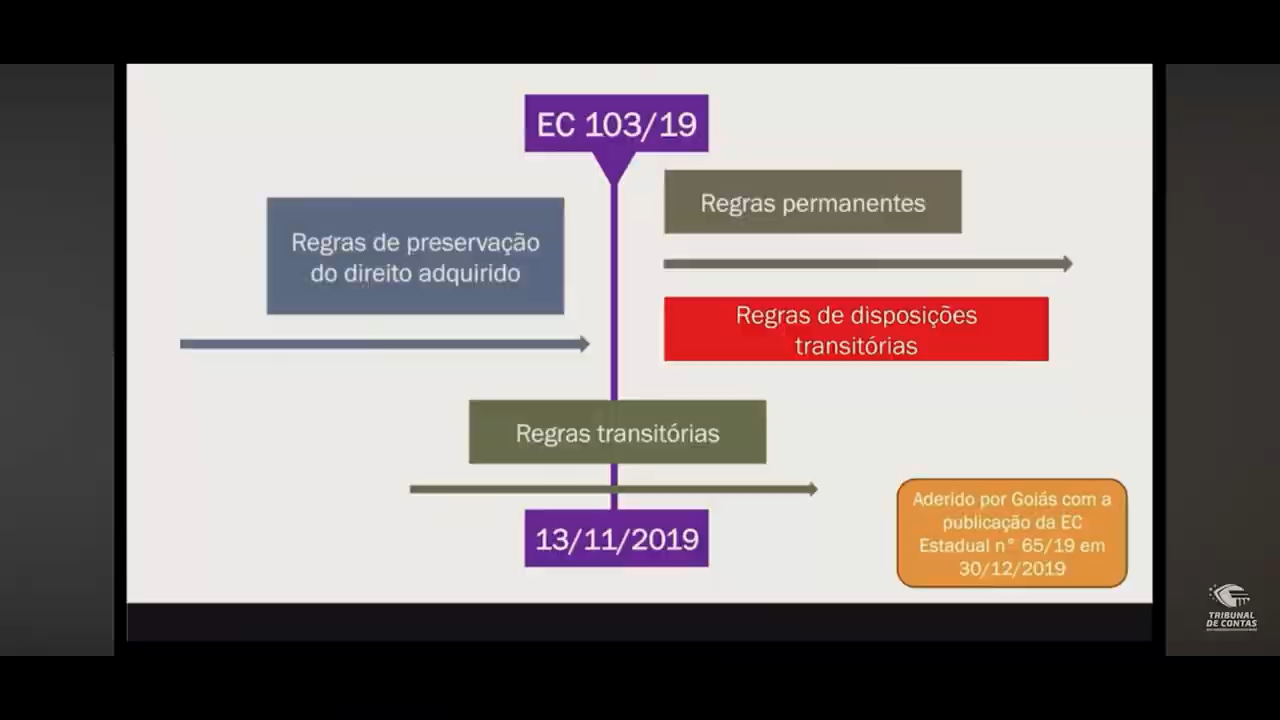 EC 103/19
Regras permanentes
Regras de preservação
do direito adquirido
Regras de disposições
transitórias
Regras transitórias
13/11/2019
Aderido por Goiás com a
publicação da EC
Estadual n° 65/19 em
30/12/2019
TRIBUNAL
DE CONTAS